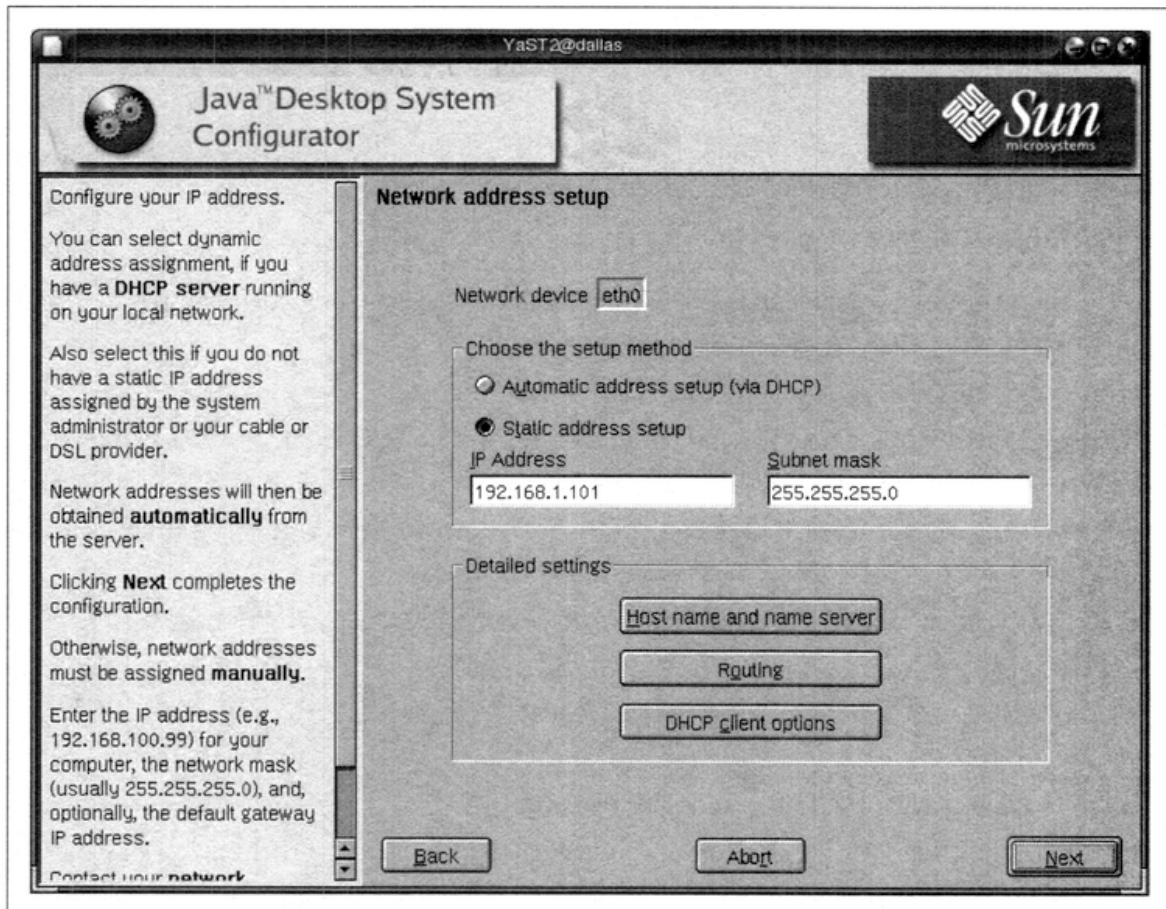 YaST2@dallas
Java™Desktop System
Configurator
Sun
microsystems
Configure your IP address.
You can select dynamic
address assignment, if you
have a DHCP server running
on your local network.
Also select this if you do not
have a static IP address
assigned by the system
administrator or your cable or
DSL provider.
Network addresses will then be
obtained automatically from
the server.
Clicking Next completes the
configuration.
Otherwise, network addresses
must be assigned manually.
Enter the IP address (e.g.,
192.168.100.99) for your
computer, the network mask
(usually 255.255.255.0), and,
optionally, the default gateway
IP address.
Contact your network
Network address setup
Network device eth0
Choose the setup method
Automatic address setup (via DHCP)
Static address setup
IP Address Subnet mask
192.168.1.101 255.255.255.0
Detailed settings
Host name and name server
Routing
DHCP client options
Back Abort Next